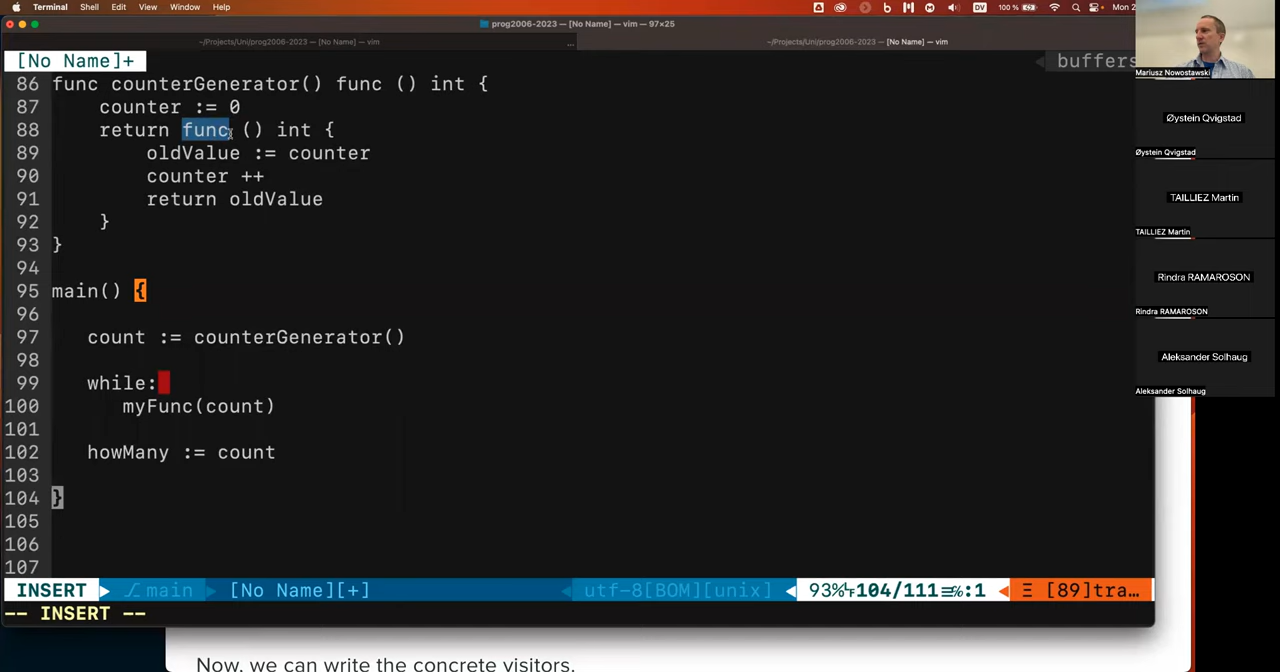 Terminal Shell Edit View Window Help 100 % DV Mon 2
prog2006-2023 — [No Name] — vim — 97×25
~/Projects/Uni/prog2006-2023 — [No Name] — vim ... ~/Projects/Uni/prog2006-2023 — [No Name] — vim
[No Name]+ buffers
86 func counterGenerator() func () int {
87 counter := 0
88 return func () int {
89 oldValue := counter
90 counter ++
91 return oldValue
92 }
93 }
94
95 main() {
96
97 count := counterGenerator()
98
99 while:
100 myFunc(count)
101
102 howMany := count
103
104 }
105
106
107
INSERT main [No Name][+] utf-8[BOM][unix] 93% 104/111 :1 Ξ [89]tra…
-- INSERT --
Now, we can write the concrete visitors.
Mariusz Nowostawski
Øystein Qvigstad
Øystein Qvigstad
TAILLIEZ Martin
TAILLIEZ Martin
Rindra RAMAROSON
Rindra RAMAROSON
Aleksander Solhaug
Aleksander Solhaug